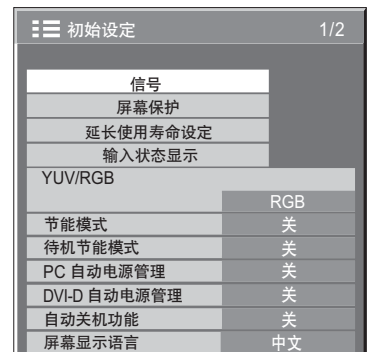 初始设定 1/2
信号
屏幕保护
延长使用寿命设定
输入状态显示
YUV/RGB
RGB
节能模式 关
待机节能模式 关
PC 自动电源管理 关
DVI-D 自动电源管理 关
自动关机功能 关
屏幕显示语言 中文